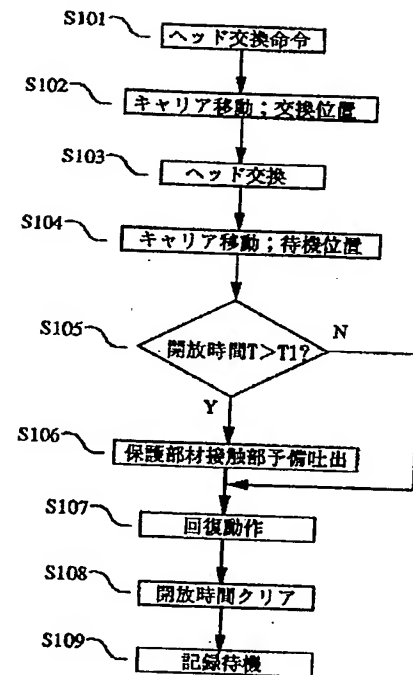 S101
ヘッド交換命令
S102
キャリア移動；交換位置
S103
ヘッド交換
S104
キャリア移動；待機位置
S105
開放時間T＞T1?
N
Y
S106
保護部材接触部予備吐出
S107
回復動作
S108
開放時間クリア
S109
記録待機